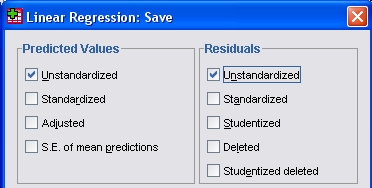 Linear Regression: Save
Predicted Values
Unstandardized
Standardized
Adjusted
S.E. of mean predictions
Residuals
Unstandardized
Standardized
Studentized
Deleted
Studentized deleted